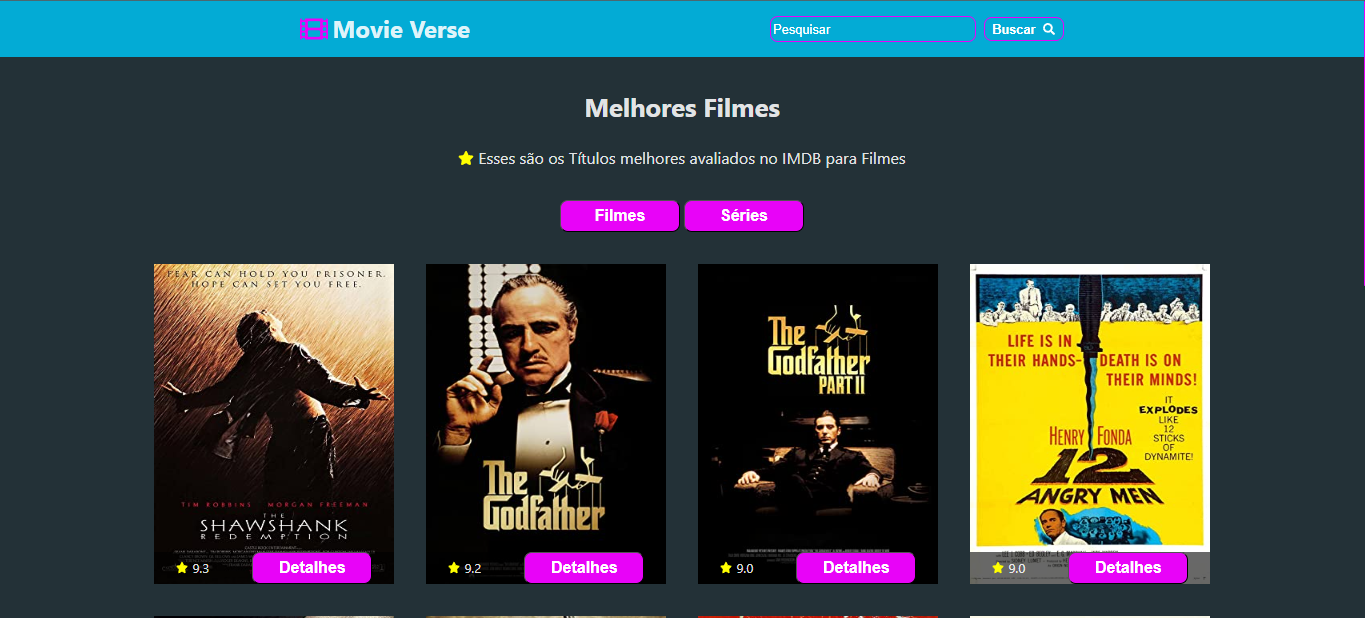 Movie Verse
Pesquisar
Buscar
Melhores Filmes
Esses são os Títulos melhores avaliados no IMDB para Filmes
Filmes
Séries
FEAR CAN HOLD YOU PRISONER.
HOPE CAN SET YOU FREE.
TIM ROBBINS MORGAN FREEMAN
THE
SHAWSHANK
REDEMPTION
9.3
Detalhes
The
Godfather
9.2
Detalhes
The
Godfather
PART II
9.0
Detalhes
LIFE IS IN
THEIR HANDS-
DEATH IS ON
THEIR MINDS!
IT
EXPLODES
LIKE
12
STICKS
OF
DYNAMITE!
HENRY FONDA
12
ANGRY MEN
9.0
Detalhes